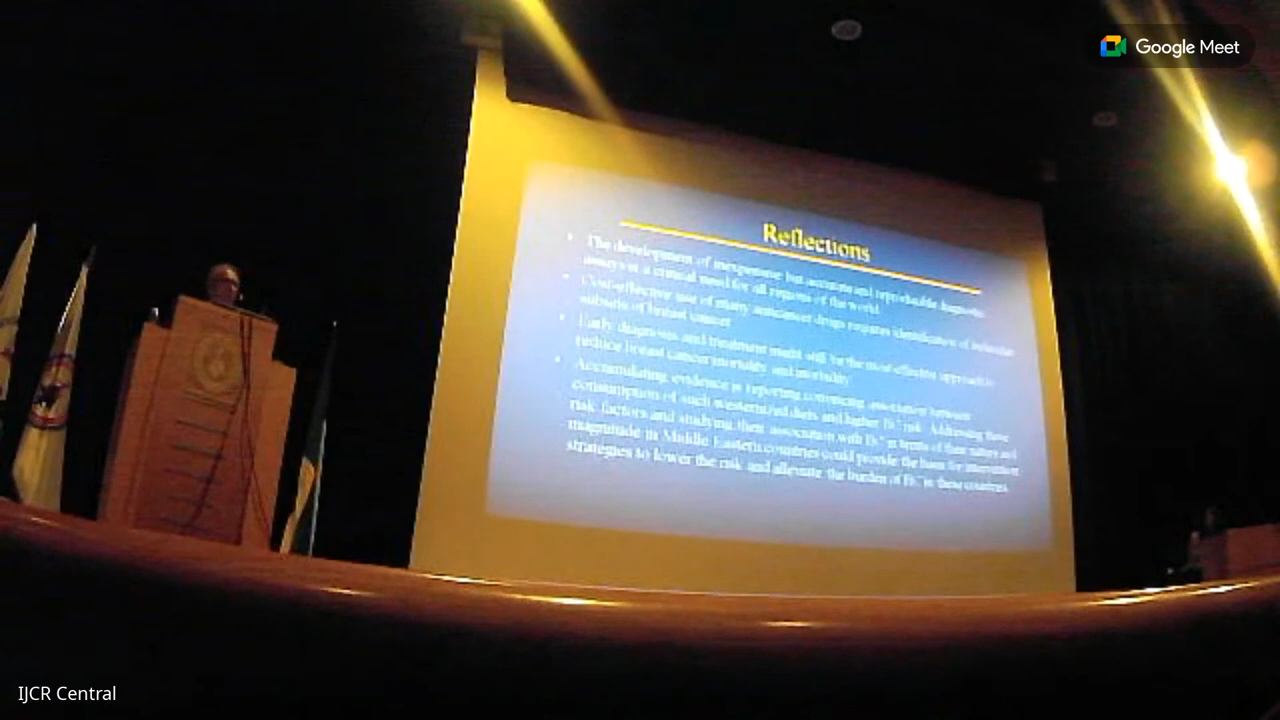 Google Meet
Reflections
The development of inexpensive but accurate and reproducible diagnostic
assays is a critical need for all regions of the world.
Cost-effective use of many anticancer drugs requires identification of molecular
subsets of breast cancer
Early diagnosis and treatment might still be the most effective approach to
reduce breast cancer mortality and morbidity
Accumulating evidence is reporting convincing association between
consumption of such westernized diets and higher BC risk. Addressing these
risk factors and studying their association with BC in terms of their nature and
magnitude in Middle Eastern countries could provide the basis for intervention
strategies to lower the risk and alleviate the burden of BC in these countries
IJCR Central